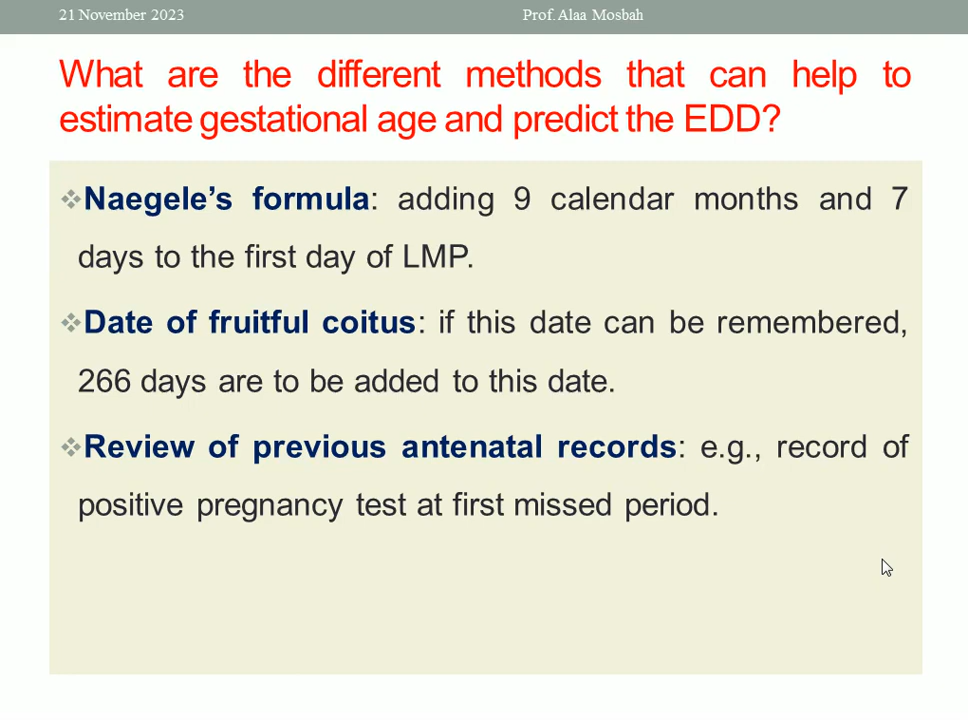 21 November 2023 Prof. Alaa Mosbah
What are the different methods that can help to
estimate gestational age and predict the EDD?
❖Naegele’s formula: adding 9 calendar months and 7
days to the first day of LMP.
❖Date of fruitful coitus: if this date can be remembered,
266 days are to be added to this date.
❖Review of previous antenatal records: e.g., record of
positive pregnancy test at first missed period.